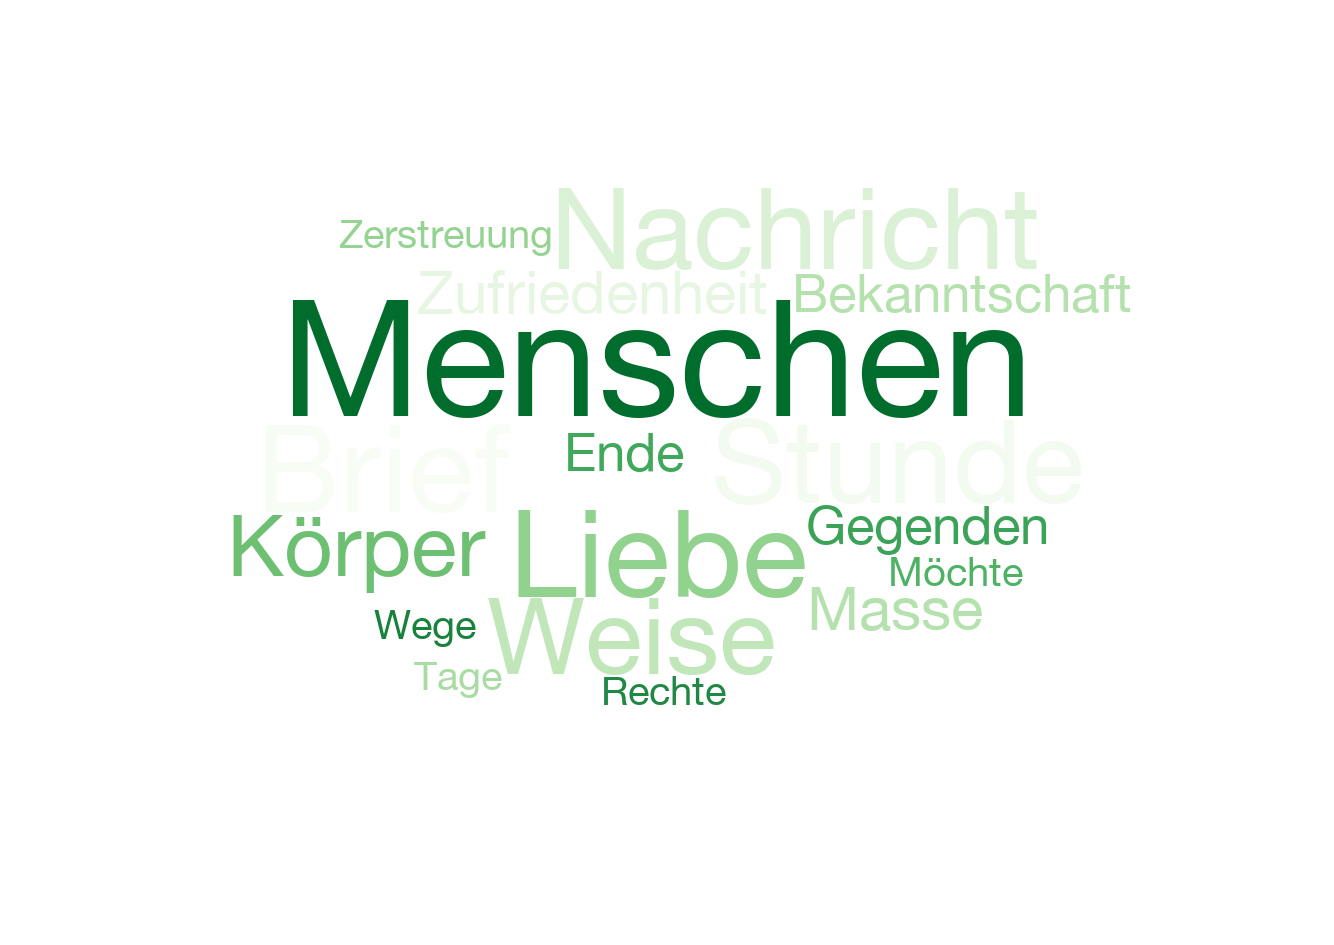 Nachricht
Zerstreuung
Zufriedenheit
Bekanntschaft
Menschen
Brief
Ende
Stunde
Körper
Liebe
Gegenden
Möchte
Masse
Wege
Weise
Tage
Rechte